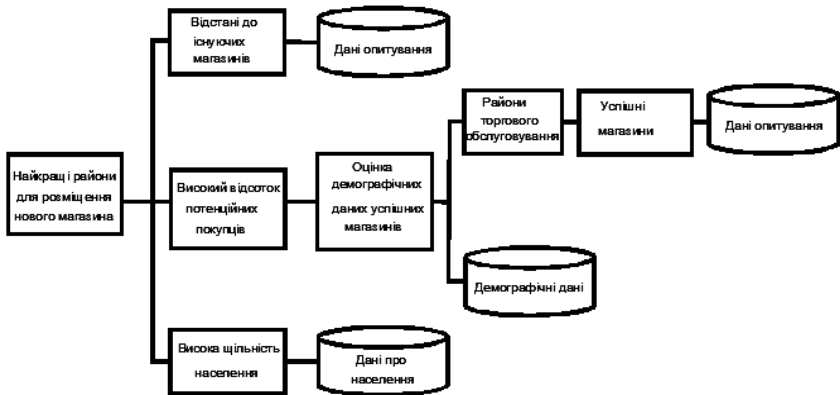 Відстані до
існуючих
магазинів
Дані опитування
Райони
торгового
обслуговування
Успішні
магазини
Дані опитування
Найкращі райони
для розміщення
нового магазина
Високий відсоток
потенційних
покупців
Оцінка
демографічних
даних успішних
магазинів
Демографічні дані
Висока щільність
населення
Дані про
населення